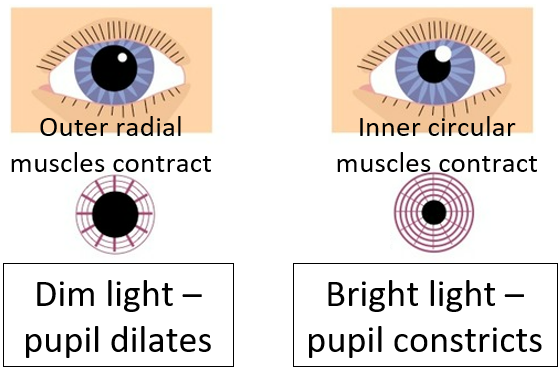 Outer radial
muscles contract
Dim light –
pupil dilates
Inner circular
muscles contract
Bright light –
pupil constricts